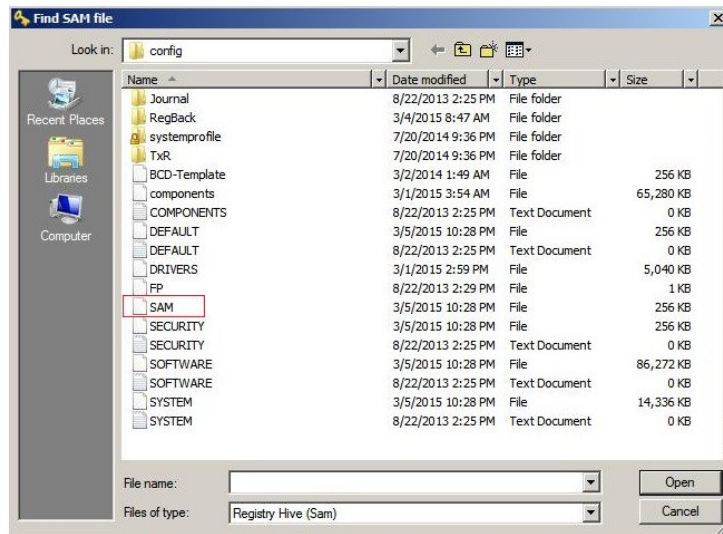 Find SAM file
Look in: config
Name Date modified Type Size
Journal 8/22/2013 2:25 PM File folder
RegBack 3/4/2015 8:47 AM File folder
systemprofile 7/20/2014 9:36 PM File folder
TxR 7/20/2014 9:36 PM File folder
BCD-Template 3/2/2014 1:49 AM File 256 KB
components 3/1/2015 3:54 AM File 65,280 KB
COMPONENTS 8/22/2013 2:25 PM Text Document 0 KB
DEFAULT 3/5/2015 10:28 PM File 256 KB
DEFAULT 8/22/2013 2:25 PM Text Document 0 KB
DRIVERS 3/1/2015 2:59 PM File 5,040 KB
FP 8/22/2013 2:29 PM File 1 KB
SAM 3/5/2015 10:28 PM File 256 KB
SECURITY 3/5/2015 10:28 PM File 256 KB
SECURITY 8/22/2013 2:25 PM Text Document 0 KB
SOFTWARE 3/5/2015 10:28 PM File 86,272 KB
SOFTWARE 8/22/2013 2:25 PM Text Document 0 KB
SYSTEM 3/5/2015 10:28 PM File 14,336 KB
SYSTEM 8/22/2013 2:25 PM Text Document 0 KB
Recent Places
Libraries
Computer
File name: Open
Files of type: Registry Hive (Sam) Cancel